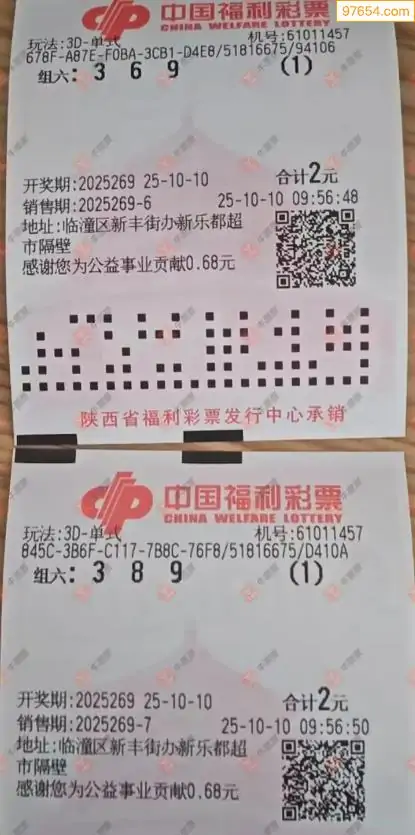 97654.com
中国福利彩票
CHINA WELFARE LOTTERY
玩法:3D-单式 机号:61011457
678F-A87E-F0BA-3CB1-D4E8/51816675/94106
组六: 3 6 9 (1)
开奖期:2025269 25-10-10 合计2元
销售期:2025269-6 25-10-10 09:56:48
地址:临潼区新丰街办新乐都超
市隔壁
感谢您为公益事业贡献0.68元
陕西省福利彩票发行中心承销
中国福利彩票
CHINA WELFARE LOTTERY
玩法:3D-单式 机号:61011457
845C-3B6F-C117-7B8C-76F8/51816675/D410A
组六: 3 8 9 (1)
开奖期:2025269 25-10-10 合计2元
销售期:2025269-7 25-10-10 09:56:50
地址:临潼区新丰街办新乐都超
市隔壁
感谢您为公益事业贡献0.68元